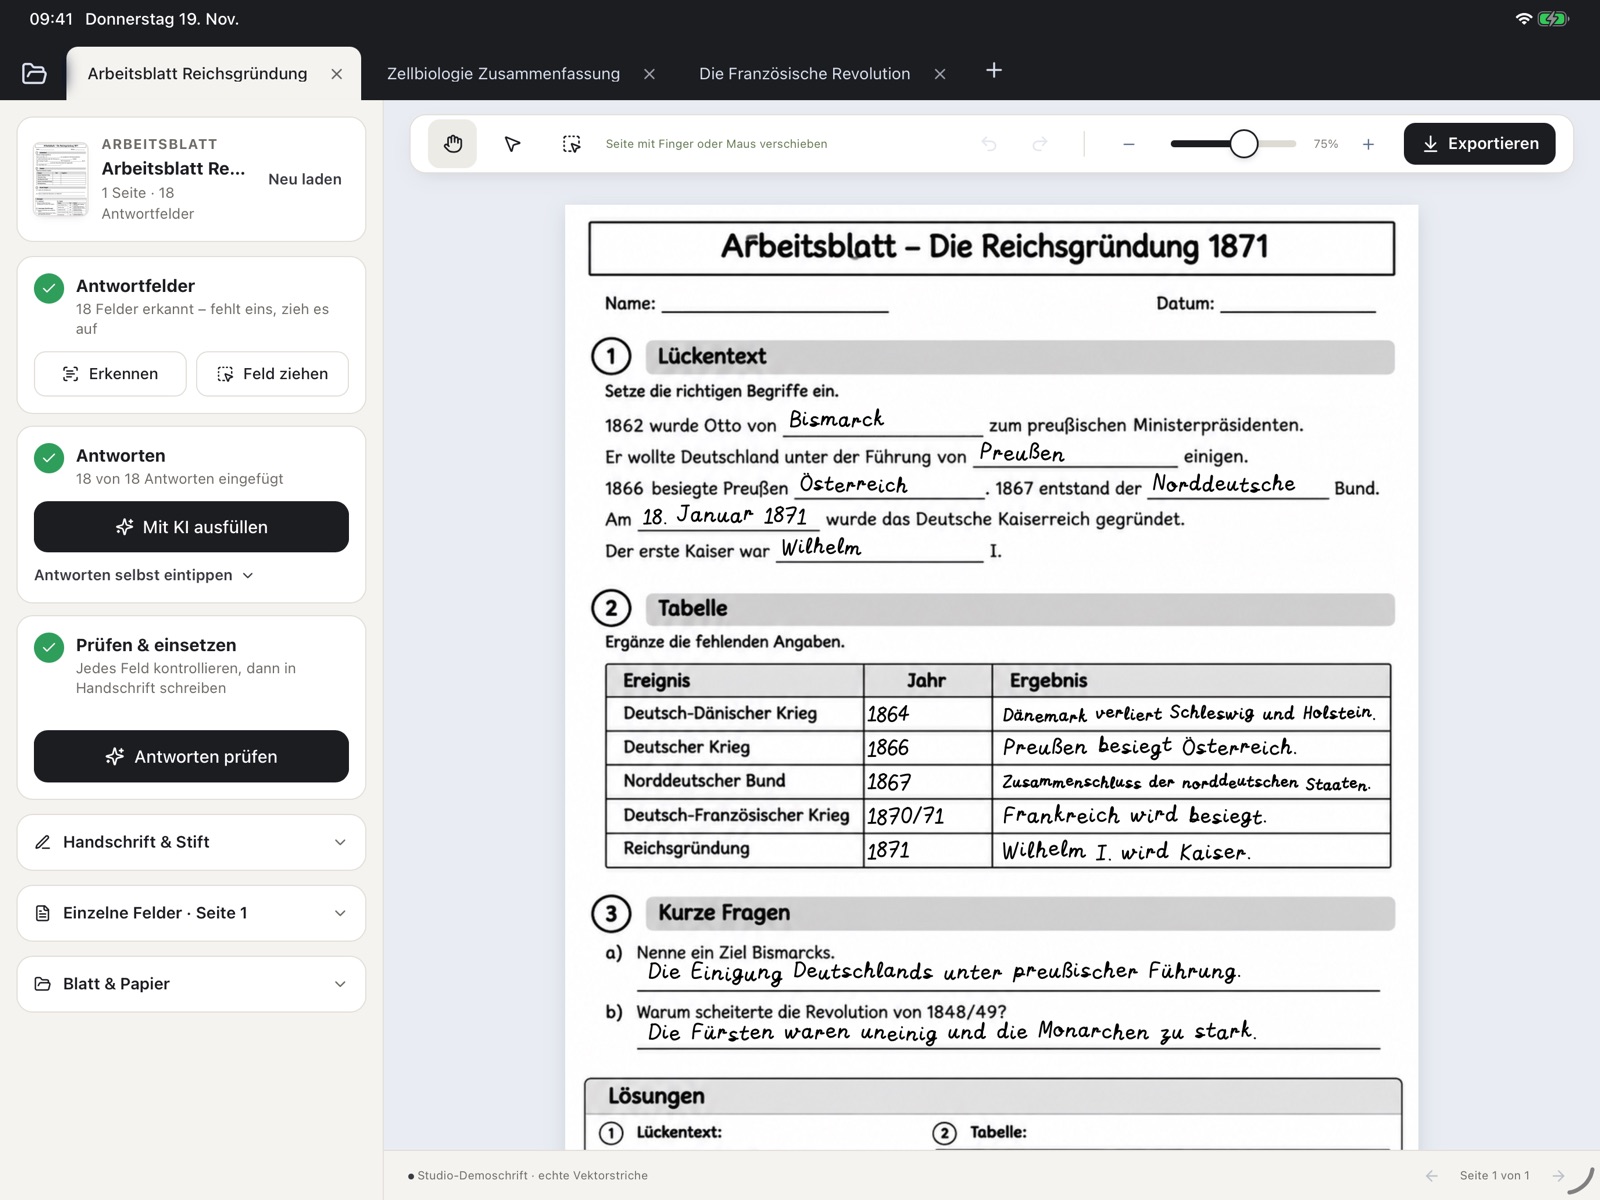 09:41 Donnerstag 19. Nov.
Arbeitsblatt Reichsgründung
Zellbiologie Zusammenfassung
Die Französische Revolution
ARBEITSBLATT
Arbeitsblatt Re...
1 Seite · 18
Antwortfelder
Neu laden
Antwortfelder
18 Felder erkannt – fehlt eins, zieh es
auf
Erkennen
Feld ziehen
Antworten
18 von 18 Antworten eingefügt
Mit KI ausfüllen
Antworten selbst eintippen
Prüfen & einsetzen
Jedes Feld kontrollieren, dann in
Handschrift schreiben
Antworten prüfen
Handschrift & Stift
Einzelne Felder · Seite 1
Blatt & Papier
Seite mit Finger oder Maus verschieben
75%
Exportieren
Arbeitsblatt – Die Reichsgründung 1871
Name: Datum:
1 Lückentext
Setze die richtigen Begriffe ein.
1862 wurde Otto von Bismarck zum preußischen Ministerpräsidenten.
Er wollte Deutschland unter der Führung von Preußen einigen.
1866 besiegte Preußen Österreich. 1867 entstand der Norddeutsche Bund.
Am 18. Januar 1871 wurde das Deutsche Kaiserreich gegründet.
Der erste Kaiser war Wilhelm I.
2 Tabelle
Ergänze die fehlenden Angaben.
Ereignis Jahr Ergebnis
Deutsch-Dänischer Krieg 1864 Dänemark verliert Schleswig und Holstein.
Deutscher Krieg 1866 Preußen besiegt Österreich.
Norddeutscher Bund 1867 Zusammenschluss der norddeutschen Staaten.
Deutsch-Französischer Krieg 1870/71 Frankreich wird besiegt.
Reichsgründung 1871 Wilhelm I. wird Kaiser.
3 Kurze Fragen
a) Nenne ein Ziel Bismarcks.
Die Einigung Deutschlands unter preußischer Führung.
b) Warum scheiterte die Revolution von 1848/49?
Die Fürsten waren uneinig und die Monarchen zu stark.
Lösungen
1 Lückentext: 2 Tabelle:
Studio-Demoschrift · echte Vektorstriche
Seite 1 von 1